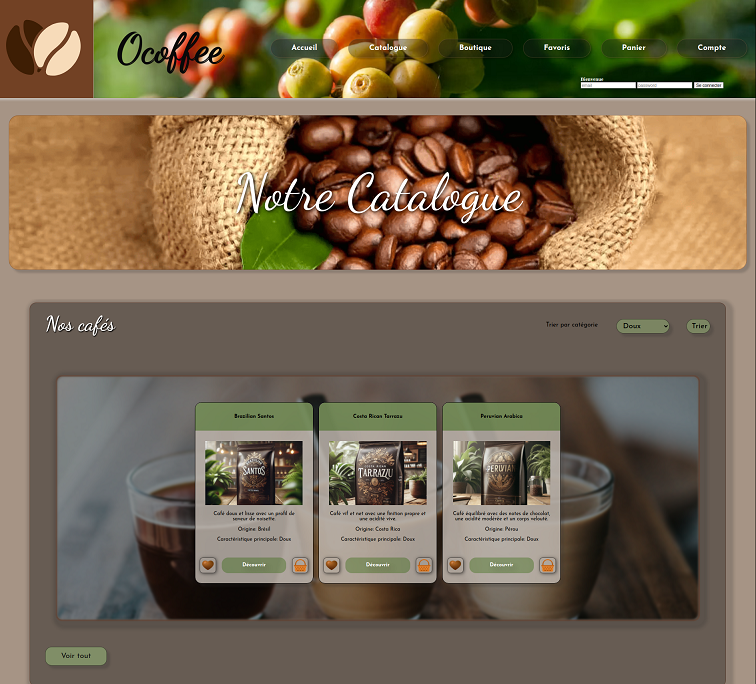 Ocoffee
Accueil
Catalogue
Boutique
Favoris
Panier
Compte
Bienvenue
email
password
Se connecter
Notre Catalogue
Nos cafés
Trier par catégorie
Doux
Trier
Brazilian Santos
SANTOS
Café doux et lisse avec un profil de
saveur de noisette.
Origine: Brésil
Caractéristique principale: Doux
Découvrir
Costa Rican Tarrazu
COSTA RICAN
TARRAZU
Café vif et net avec une finition propre et
une acidité vive.
Origine: Costa Rica
Caractéristique principale: Doux
Découvrir
Peruvian Arabica
PERUVIAN
Café équilibré avec des notes de chocolat,
une acidité modérée et un corps velouté.
Origine: Pérou
Caractéristique principale: Doux
Découvrir
Voir tout